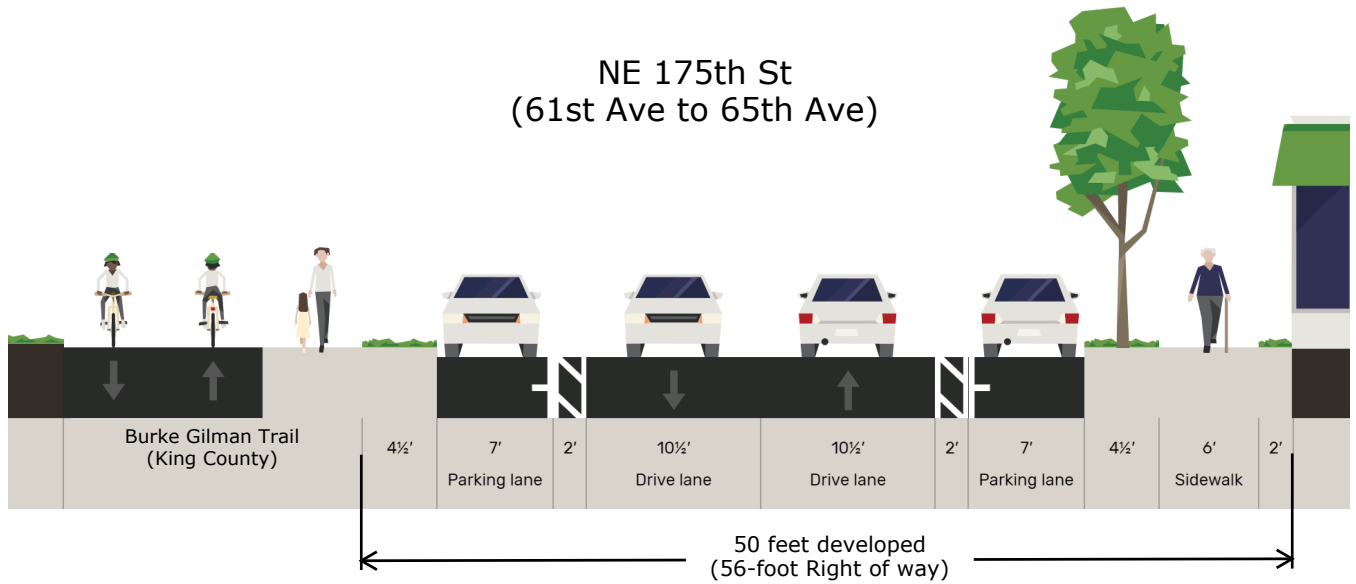 NE 175th St
(61st Ave to 65th Ave)
Burke Gilman Trail
(King County)
4½'
7'
Parking lane
2'
10½'
Drive lane
10½'
Drive lane
2'
7'
Parking lane
4½'
6'
Sidewalk
2'
50 feet developed
(56-foot Right of way)